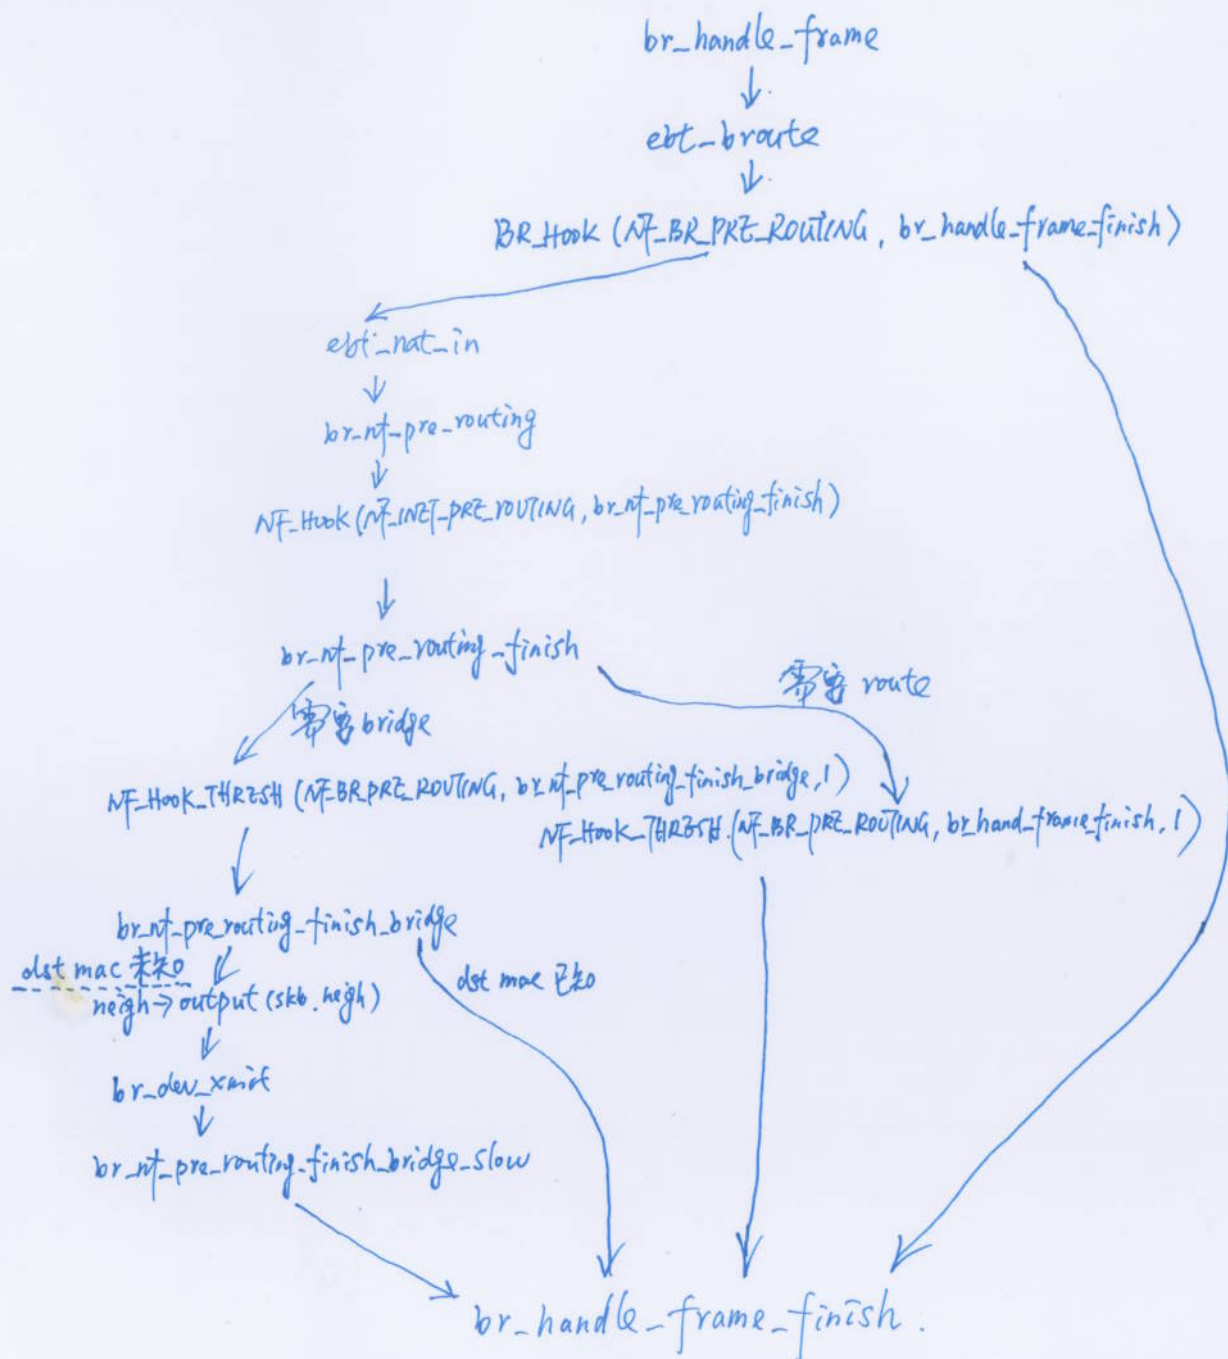 br_handle_frame
ebt_broute
BR_Hook (NF_BR_PRE_ROUTING, br_handle_frame_finish)
ebt_nat_in
br_nf_pre_routing
NF_Hook (NF_INET_PRE_ROUTING, br_nf_pre_routing_finish)
br_nf_pre_routing_finish
需要 route
需要 bridge
NF_Hook_THRESH (NF_BR_PRE_ROUTING, br_nf_pre_routing_finish_bridge, 1)
NF_Hook_THRESH (NF_BR_PRE_ROUTING, br_hand_frame_finish, 1)
br_nf_pre_routing_finish_bridge
dst mac 未知
dst mac 已知
neigh→output (skb.neigh)
br_dev_xmit
br_nf_pre_routing_finish_bridge_slow
br_handle_frame_finish.